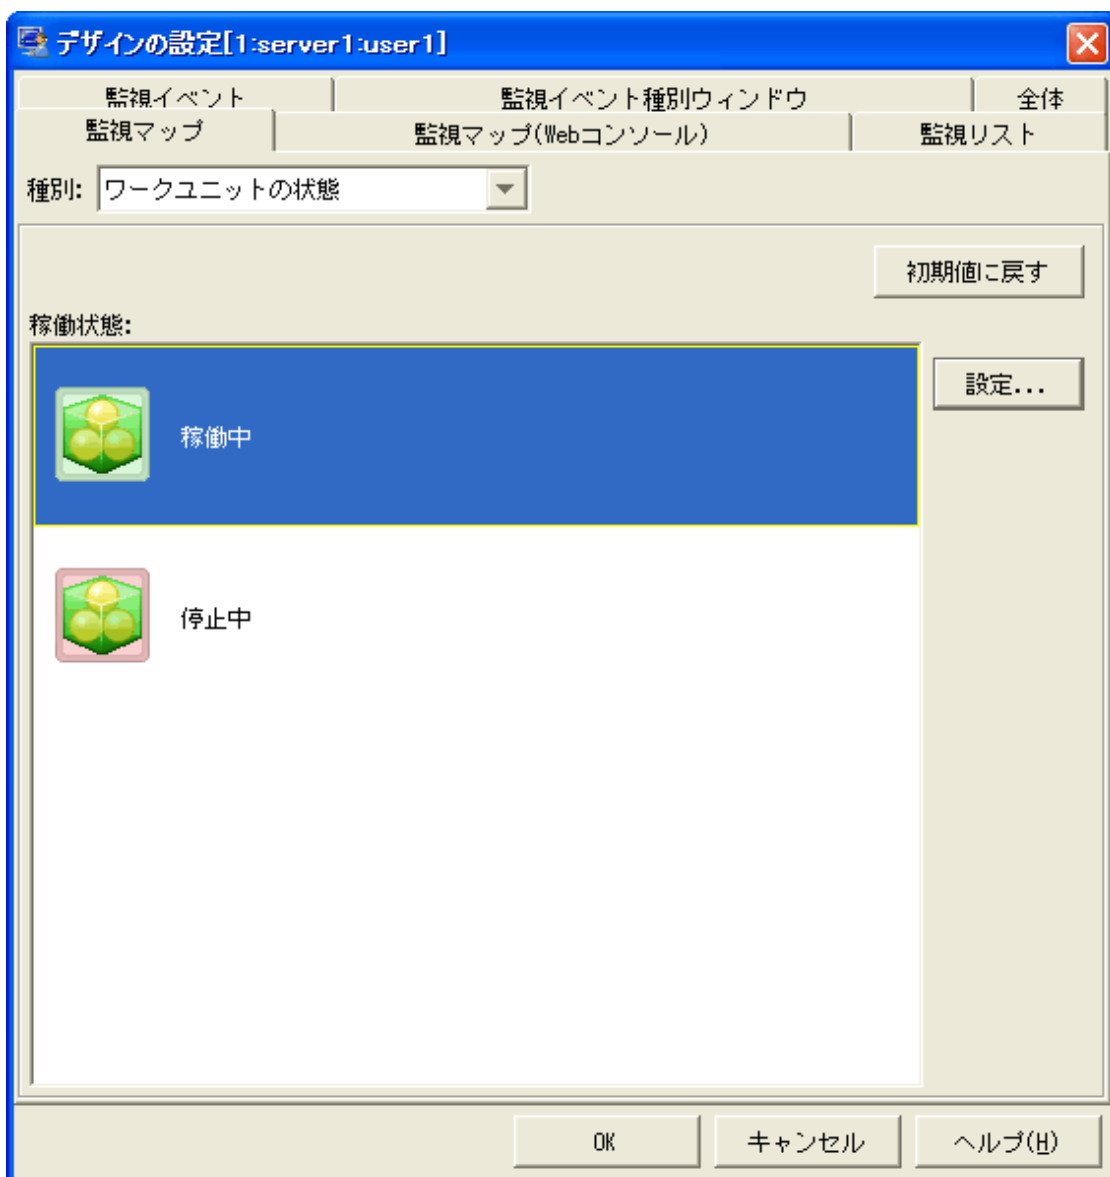 デザインの設定[1:server1:user1]
監視イベント 監視イベント種別ウィンドウ 全体
監視マップ 監視マップ(Webコンソール) 監視リスト
種別: ワークユニットの状態
初期値に戻す
稼働状態:
設定...
稼働中
停止中
OK キャンセル ヘルプ(H)